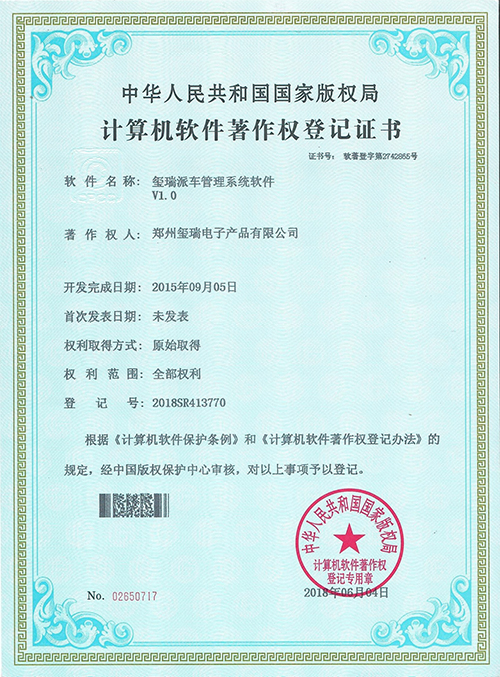 中华人民共和国国家版权局
计算机软件著作权登记证书
证书号： 软著登字第2742865号
软件名称： 玺瑞派车管理系统软件
V1.0
著作权人： 郑州玺瑞电子产品有限公司
开发完成日期： 2015年09月05日
首次发表日期： 未发表
权利取得方式： 原始取得
权利范围： 全部权利
登记号： 2018SR413770
根据《计算机软件保护条例》和《计算机软件著作权登记办法》的
规定，经中国版权保护中心审核，对以上事项予以登记。
中华人民共和国国家版权局
计算机软件著作权
登记专用章
No. 02650717
2018年06月04日